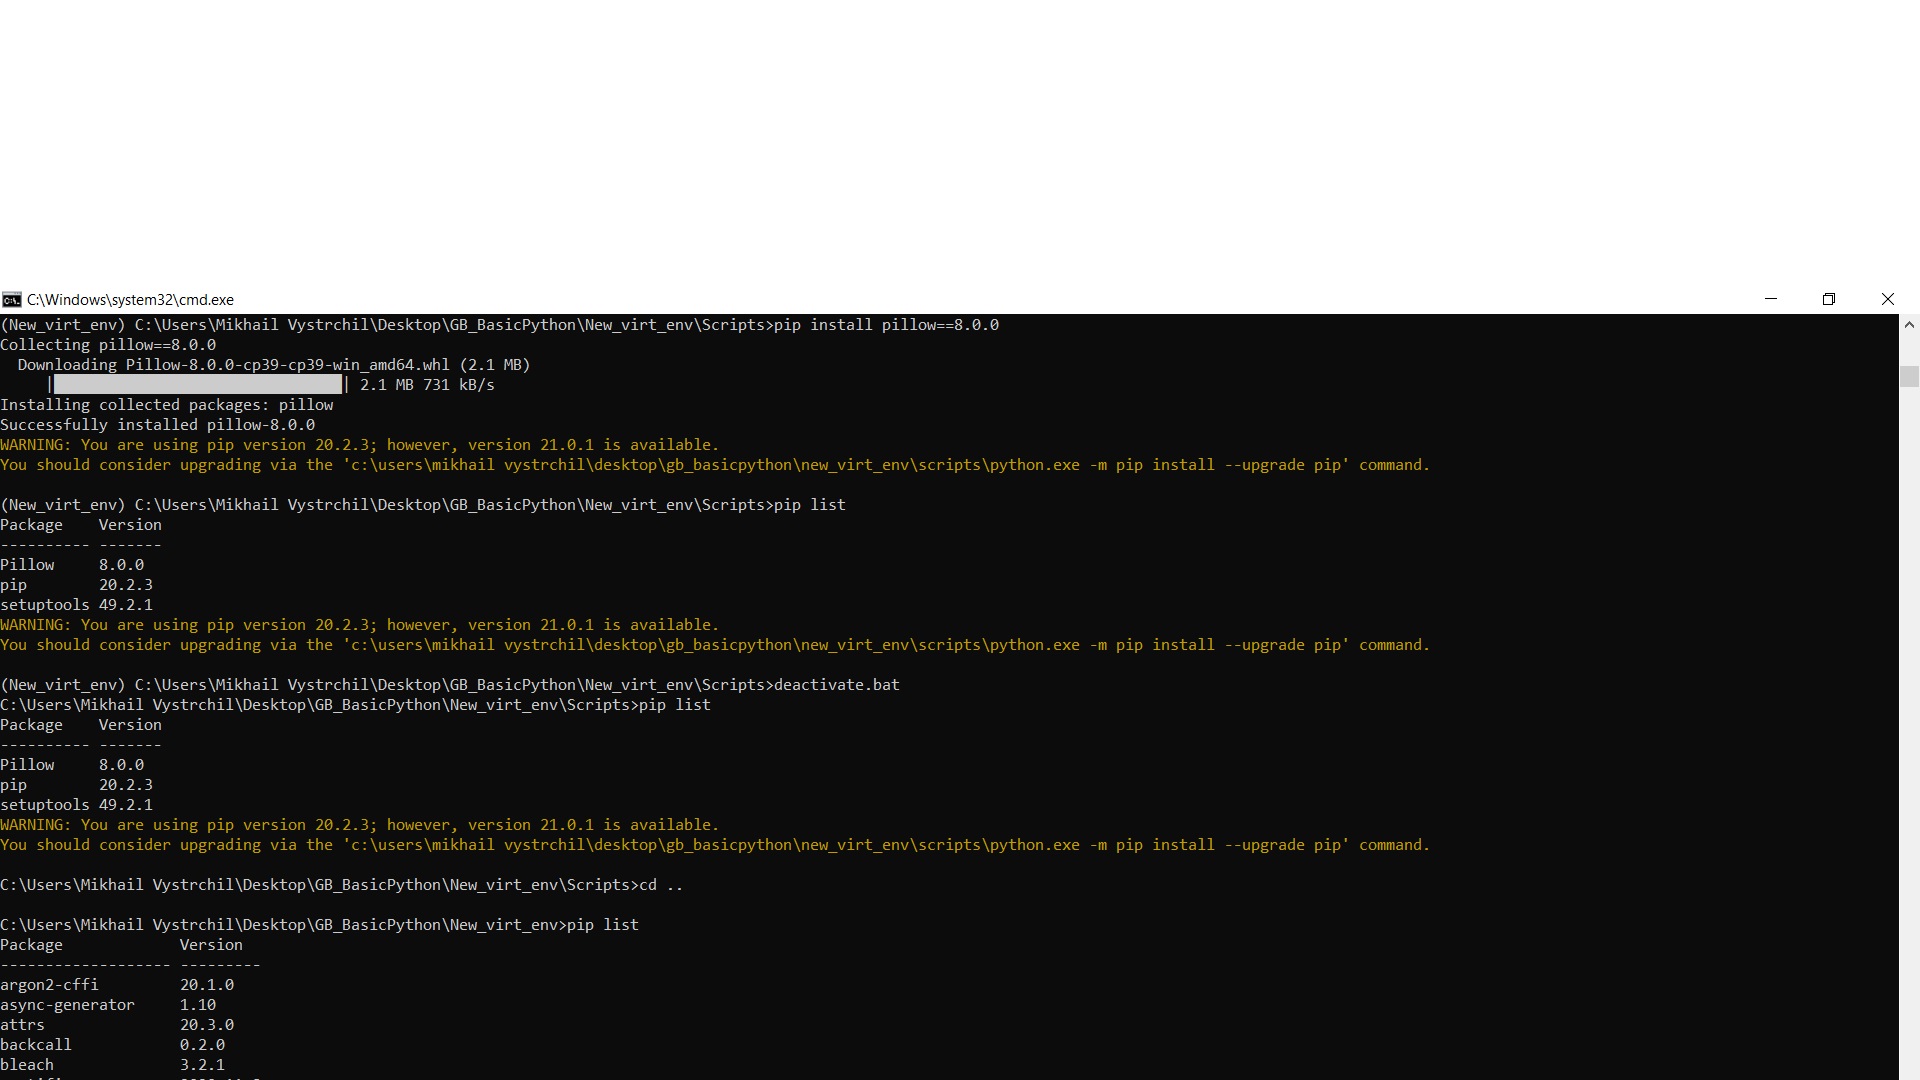 C:\Windows\system32\cmd.exe
(New_virt_env) C:\Users\Mikhail Vystrchil\Desktop\GB_BasicPython\New_virt_env\Scripts>pip install pillow==8.0.0
Collecting pillow==8.0.0
  Downloading Pillow-8.0.0-cp39-cp39-win_amd64.whl (2.1 MB)
     | | 2.1 MB 731 kB/s
Installing collected packages: pillow
Successfully installed pillow-8.0.0
WARNING: You are using pip version 20.2.3; however, version 21.0.1 is available.
You should consider upgrading via the 'c:\users\mikhail vystrchil\desktop\gb_basicpython\new_virt_env\scripts\python.exe -m pip install --upgrade pip' command.
(New_virt_env) C:\Users\Mikhail Vystrchil\Desktop\GB_BasicPython\New_virt_env\Scripts>pip list
Package    Version
---------- -------
Pillow     8.0.0
pip        20.2.3
setuptools 49.2.1
WARNING: You are using pip version 20.2.3; however, version 21.0.1 is available.
You should consider upgrading via the 'c:\users\mikhail vystrchil\desktop\gb_basicpython\new_virt_env\scripts\python.exe -m pip install --upgrade pip' command.
(New_virt_env) C:\Users\Mikhail Vystrchil\Desktop\GB_BasicPython\New_virt_env\Scripts>deactivate.bat
C:\Users\Mikhail Vystrchil\Desktop\GB_BasicPython\New_virt_env\Scripts>pip list
Package    Version
---------- -------
Pillow     8.0.0
pip        20.2.3
setuptools 49.2.1
WARNING: You are using pip version 20.2.3; however, version 21.0.1 is available.
You should consider upgrading via the 'c:\users\mikhail vystrchil\desktop\gb_basicpython\new_virt_env\scripts\python.exe -m pip install --upgrade pip' command.
C:\Users\Mikhail Vystrchil\Desktop\GB_BasicPython\New_virt_env\Scripts>cd ..
C:\Users\Mikhail Vystrchil\Desktop\GB_BasicPython\New_virt_env>pip list
Package             Version
------------------- ---------
argon2-cffi         20.1.0
async-generator     1.10
attrs               20.3.0
backcall            0.2.0
bleach              3.2.1